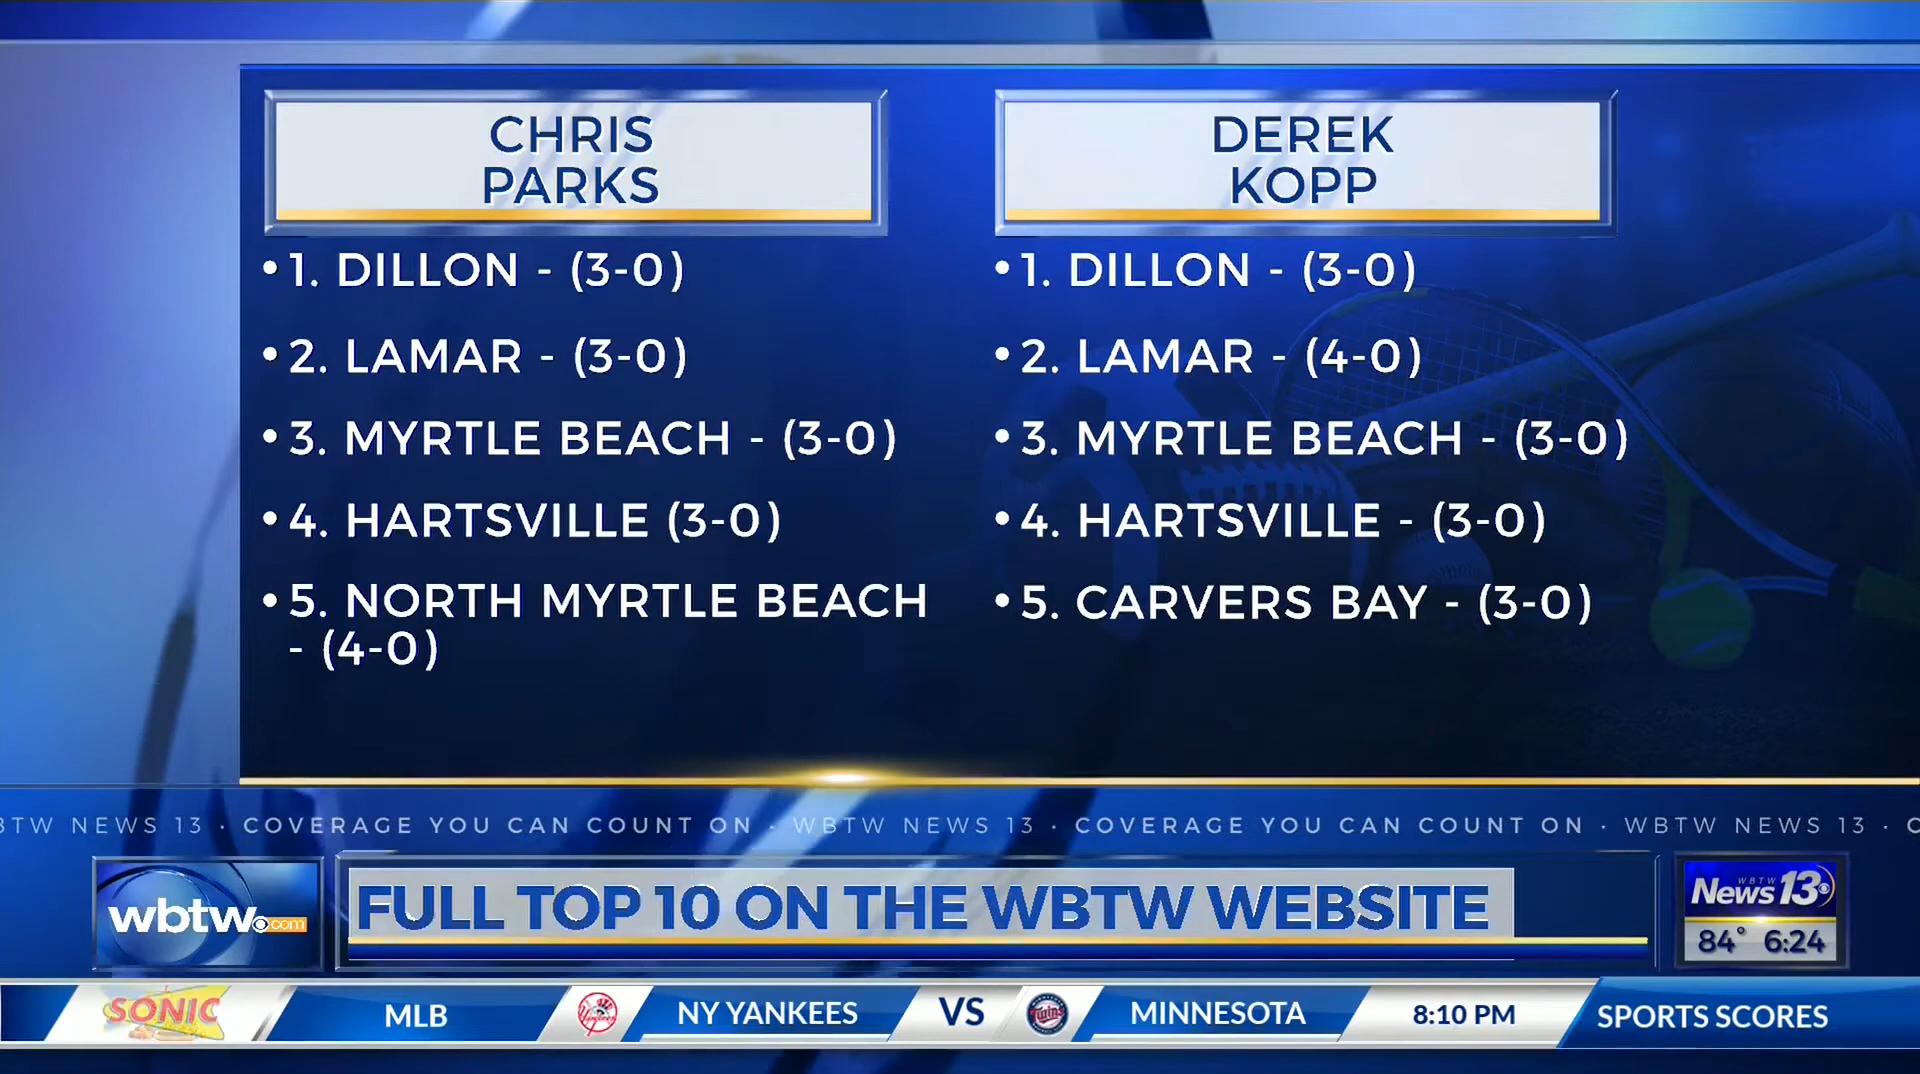 CHRIS
PARKS
• 1. DILLON - (3-0)
• 2. LAMAR - (3-0)
• 3. MYRTLE BEACH - (3-0)
• 4. HARTSVILLE (3-0)
• 5. NORTH MYRTLE BEACH
- (4-0)
DEREK
KOPP
• 1. DILLON - (3-0)
• 2. LAMAR - (4-0)
• 3. MYRTLE BEACH - (3-0)
• 4. HARTSVILLE - (3-0)
• 5. CARVERS BAY - (3-0)
BTW NEWS 13 · COVERAGE YOU CAN COUNT ON · WBTW NEWS 13 · COVERAGE YOU CAN COUNT ON · WBTW NEWS 13 · C
wbtw.com
FULL TOP 10 ON THE WBTW WEBSITE
WBTW
News 13
84° 6:24
SONIC MLB Yankees NY YANKEES VS Twins MINNESOTA 8:10 PM SPORTS SCORES